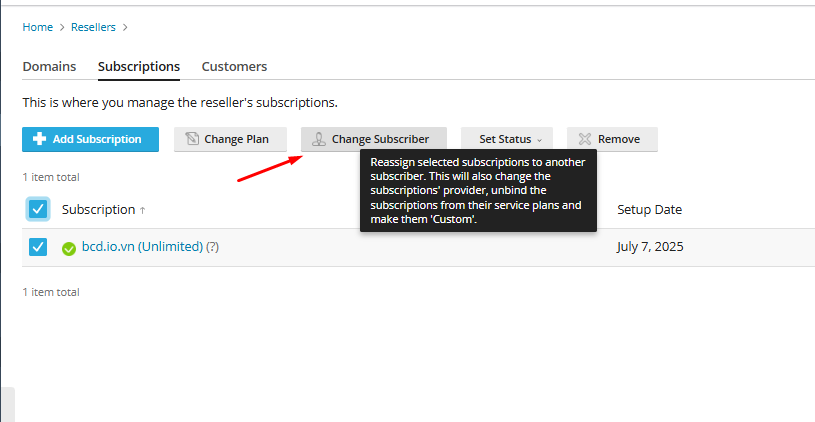 Home > Resellers >
Domains Subscriptions Customers
This is where you manage the reseller's subscriptions.
Add Subscription Change Plan Change Subscriber Set Status Remove
Reassign selected subscriptions to another
subscriber. This will also change the
subscriptions' provider, unbind the
subscriptions from their service plans and
make them 'Custom'.
1 item total
Subscription ↑ Setup Date
bcd.io.vn (Unlimited) (?) July 7, 2025
1 item total